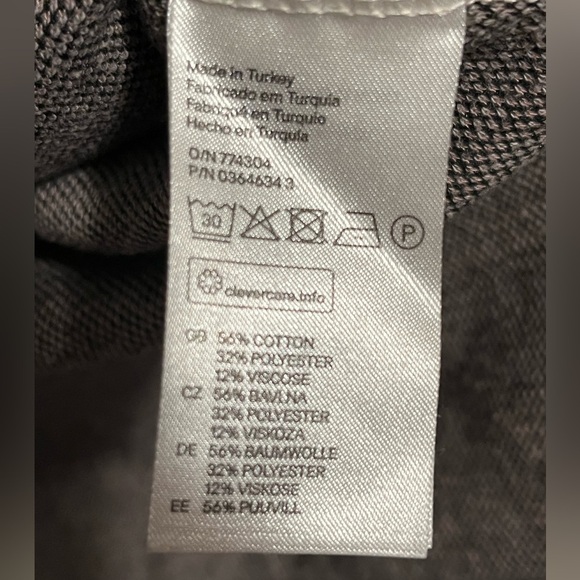 Made in Turkey
Fabricado em Turquia
Fabriqué en Turquie
Hecho en Turquía
O/N 774304
P/N 0364634 3
30 P
clevercare.info
GB 56% COTTON
32% POLYESTER
12% VISCOSE
CZ 56% BAVLNA
32% POLYESTER
12% VISKÓZA
DE 56% BAUMWOLLE
32% POLYESTER
12% VISKOSE
EE 56% PUUVILL